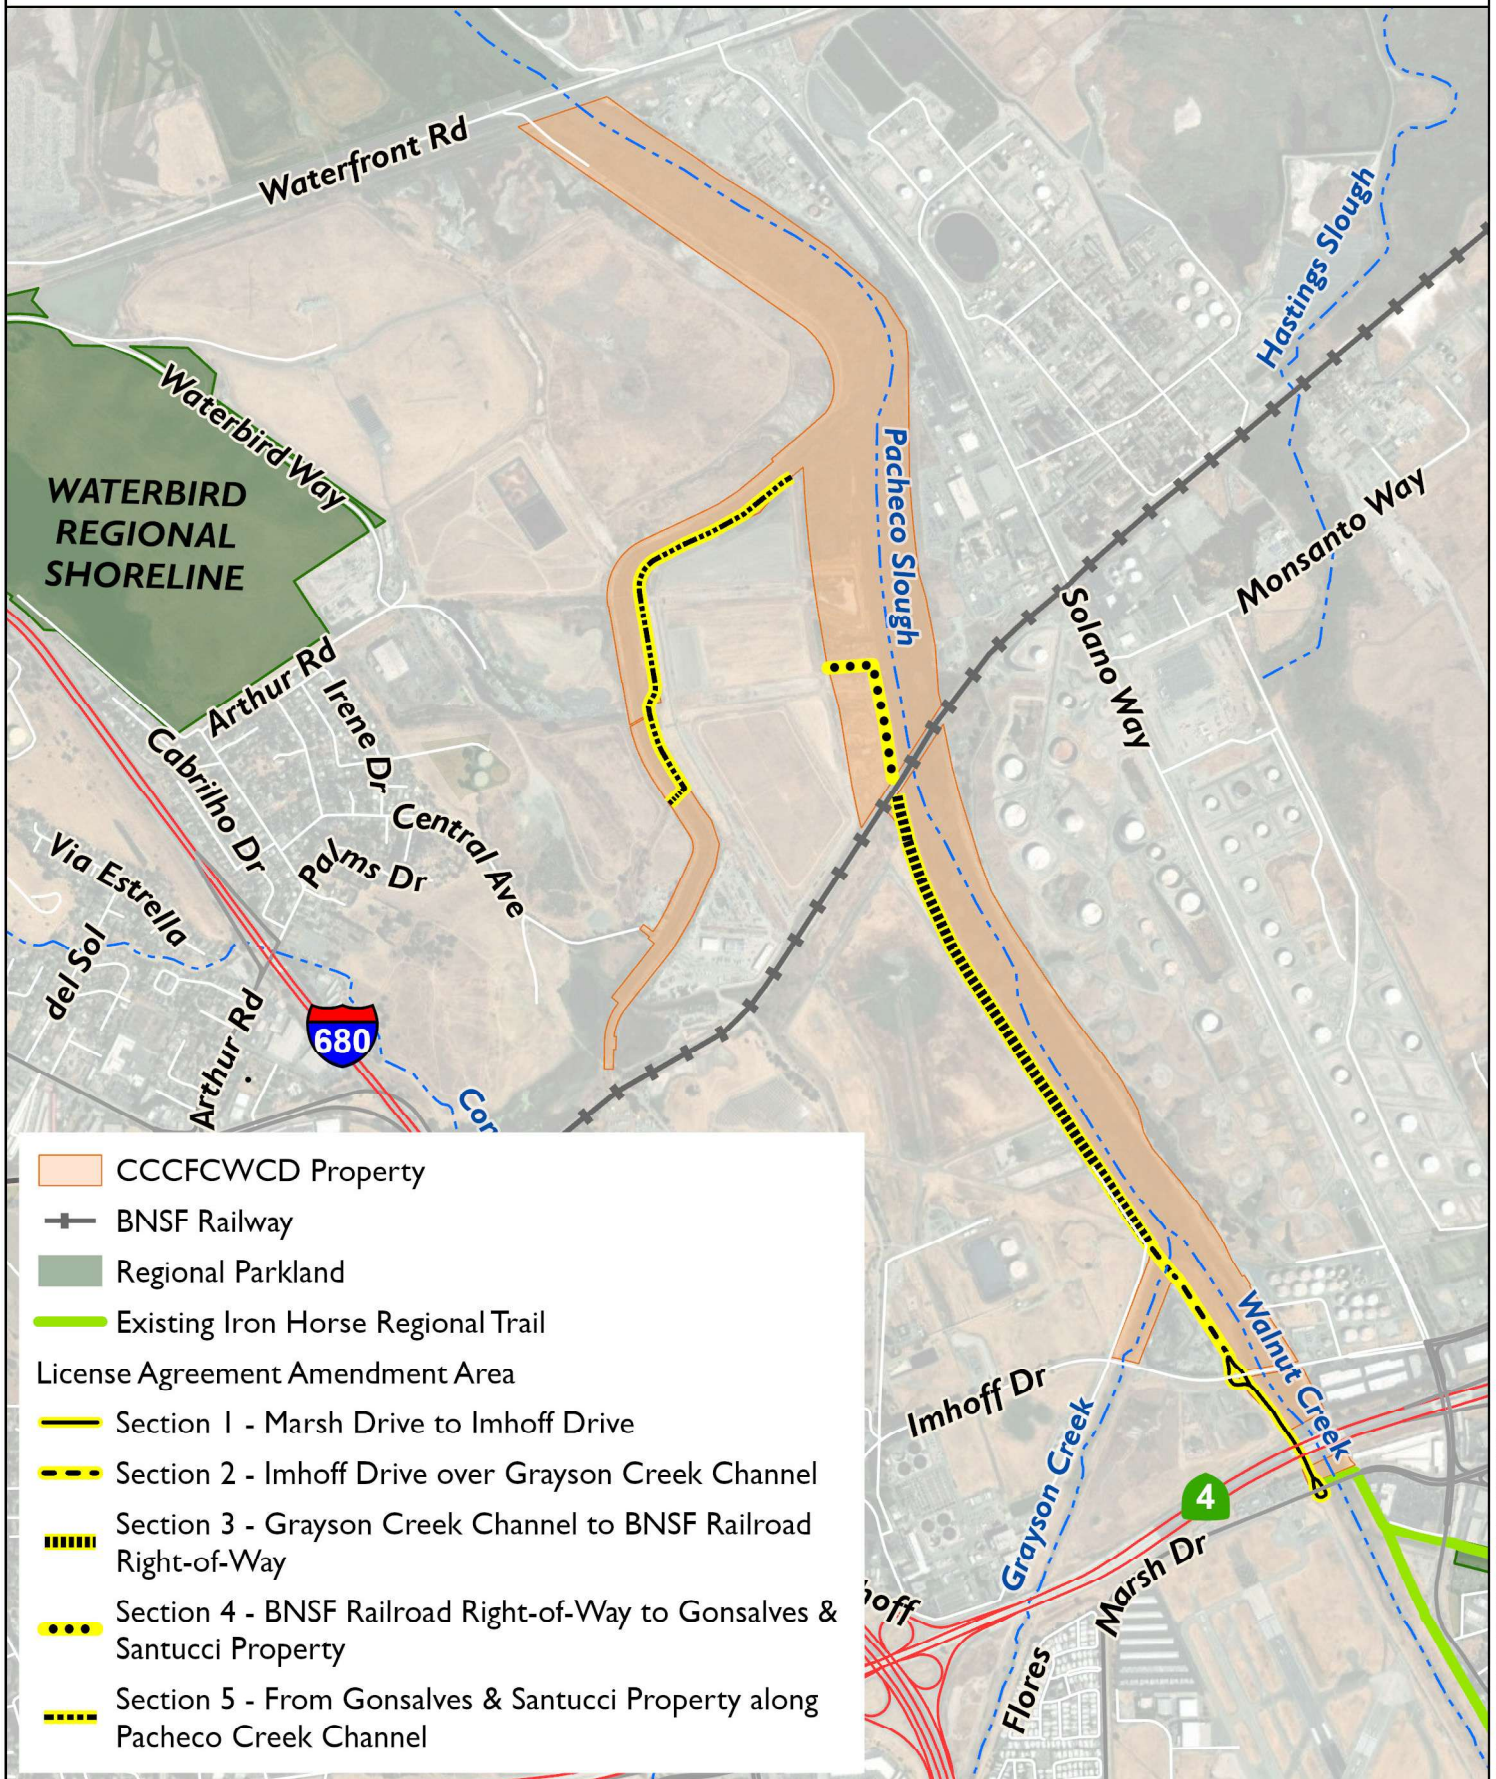 Waterfront Rd
Hastings Slough
Waterbird Way
WATERBIRD
REGIONAL
SHORELINE
Pacheco Slough
Monsanto Way
Solano Way
Arthur Rd
Irene Dr
Cabrilho Dr
Central Ave
Palms Dr
Via Estrella
del Sol
Arthur Rd
680
Cor
CCCFCWCD Property
BNSF Railway
Regional Parkland
Existing Iron Horse Regional Trail
License Agreement Amendment Area
Section 1 - Marsh Drive to Imhoff Drive
Section 2 - Imhoff Drive over Grayson Creek Channel
Section 3 - Grayson Creek Channel to BNSF Railroad
Right-of-Way
Section 4 - BNSF Railroad Right-of-Way to Gonsalves &
Santucci Property
Section 5 - From Gonsalves & Santucci Property along
Pacheco Creek Channel
Walnut Creek
Imhoff Dr
Grayson Creek
4
Marsh Dr
hoff
Flores